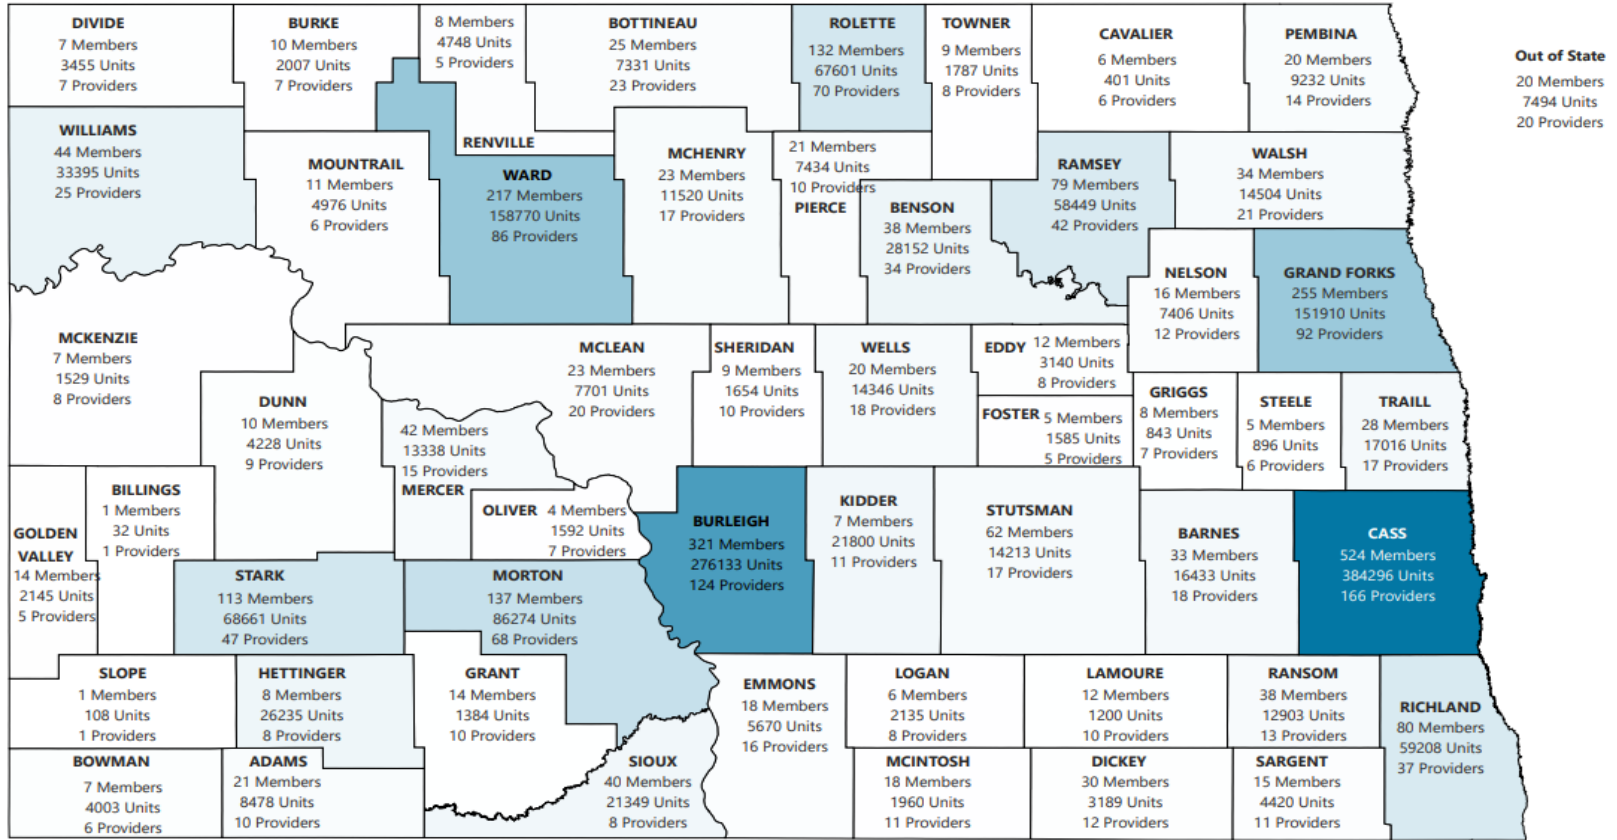 DIVIDE
7 Members
3455 Units
7 Providers
BURKE
10 Members
2007 Units
7 Providers
8 Members
4748 Units
5 Providers
RENVILLE
BOTTINEAU
25 Members
7331 Units
23 Providers
ROLETTE
132 Members
67601 Units
70 Providers
TOWNER
9 Members
1787 Units
8 Providers
CAVALIER
6 Members
401 Units
6 Providers
PEMBINA
20 Members
9232 Units
14 Providers
Out of State
20 Members
7494 Units
20 Providers
WILLIAMS
44 Members
33395 Units
25 Providers
MOUNTRAIL
11 Members
4976 Units
6 Providers
WARD
217 Members
158770 Units
86 Providers
MCHENRY
23 Members
11520 Units
17 Providers
21 Members
7434 Units
10 Providers
PIERCE
BENSON
38 Members
28152 Units
34 Providers
RAMSEY
79 Members
58449 Units
42 Providers
WALSH
34 Members
14504 Units
21 Providers
NELSON
16 Members
7406 Units
12 Providers
GRAND FORKS
255 Members
151910 Units
92 Providers
MCKENZIE
7 Members
1529 Units
8 Providers
DUNN
10 Members
4228 Units
9 Providers
MCLEAN
23 Members
7701 Units
20 Providers
SHERIDAN
9 Members
1654 Units
10 Providers
WELLS
20 Members
14346 Units
18 Providers
EDDY 12 Members
3140 Units
8 Providers
FOSTER 5 Members
1585 Units
5 Providers
GRIGGS
8 Members
843 Units
7 Providers
STEELE
5 Members
896 Units
6 Providers
TRAILL
28 Members
17016 Units
17 Providers
42 Members
13338 Units
15 Providers
MERCER
OLIVER 4 Members
1592 Units
7 Providers
GOLDEN
VALLEY
14 Members
2145 Units
5 Providers
BILLINGS
1 Members
32 Units
1 Providers
STARK
113 Members
68661 Units
47 Providers
MORTON
137 Members
86274 Units
68 Providers
BURLEIGH
321 Members
276133 Units
124 Providers
KIDDER
7 Members
21800 Units
11 Providers
STUTSMAN
62 Members
14213 Units
17 Providers
BARNES
33 Members
16433 Units
18 Providers
CASS
524 Members
384296 Units
166 Providers
SLOPE
1 Members
108 Units
1 Providers
HETTINGER
8 Members
26235 Units
8 Providers
GRANT
14 Members
1384 Units
10 Providers
EMMONS
18 Members
5670 Units
16 Providers
LOGAN
6 Members
2135 Units
8 Providers
LAMOURE
12 Members
1200 Units
10 Providers
RANSOM
38 Members
12903 Units
13 Providers
RICHLAND
80 Members
59208 Units
37 Providers
BOWMAN
7 Members
4003 Units
6 Providers
ADAMS
21 Members
8478 Units
10 Providers
SIOUX
40 Members
21349 Units
8 Providers
MCINTOSH
18 Members
1960 Units
11 Providers
DICKEY
30 Members
3189 Units
12 Providers
SARGENT
15 Members
4420 Units
11 Providers